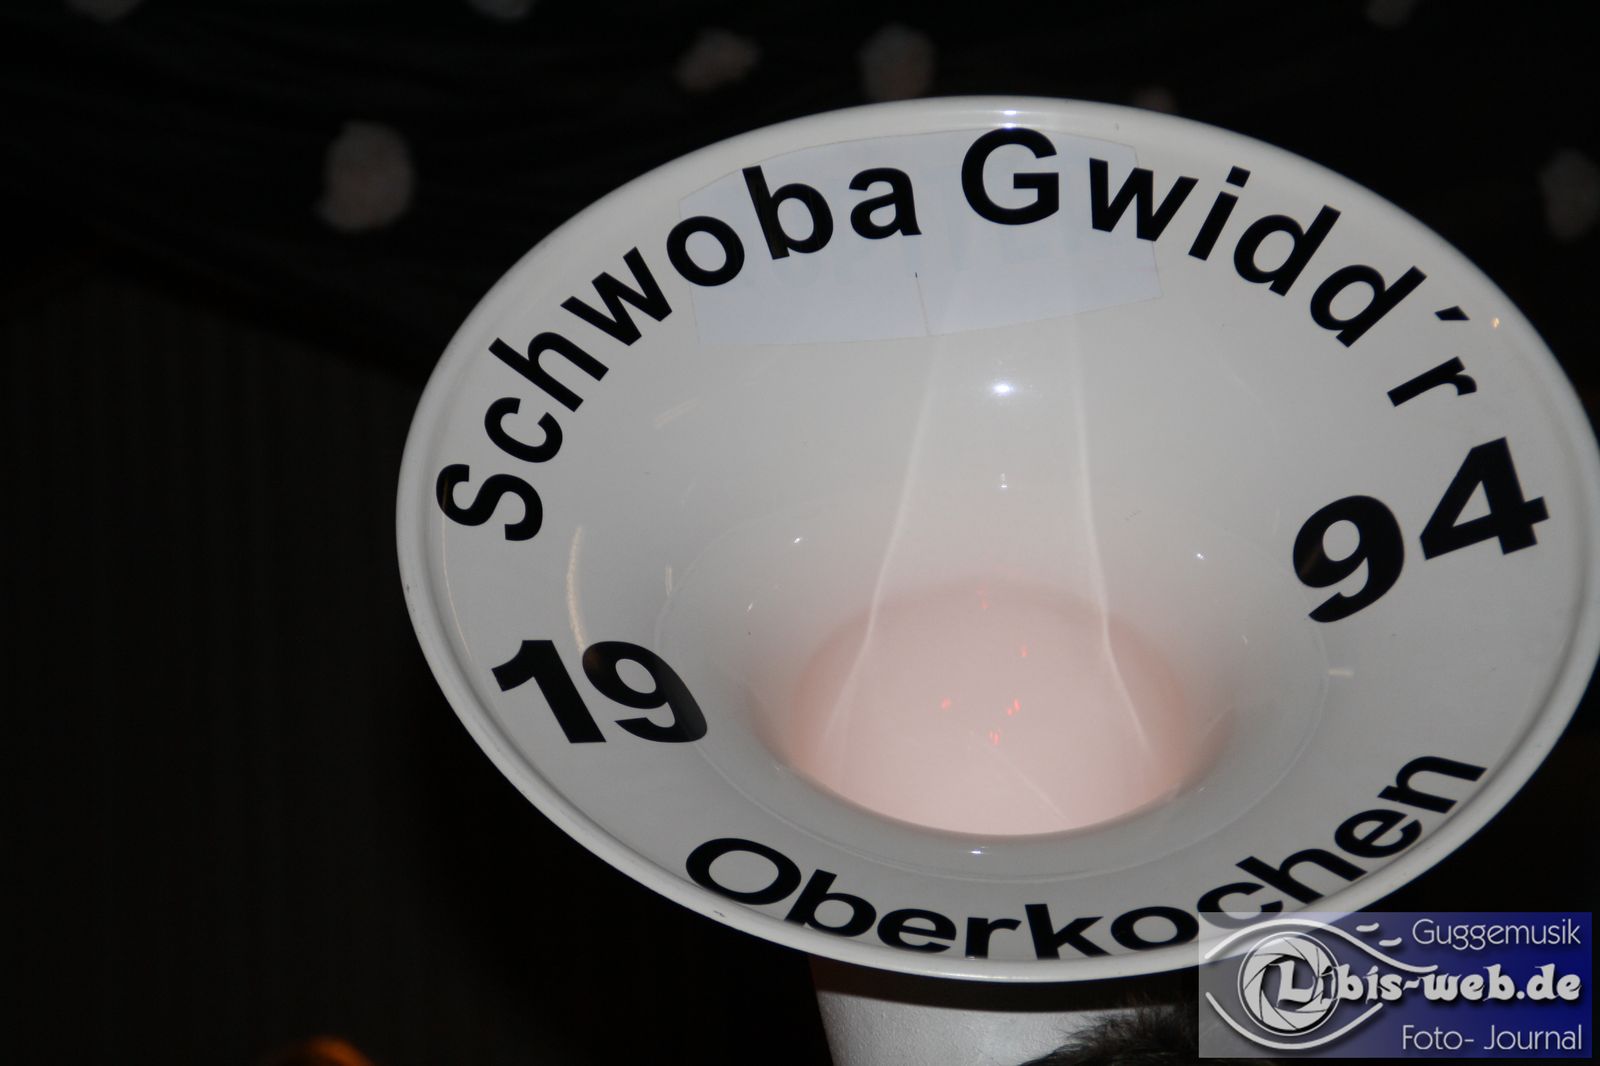 Schwoba Gwidd´r
19 94
Oberkochen
Guggemusik
Libis-web.de
Foto- Journal